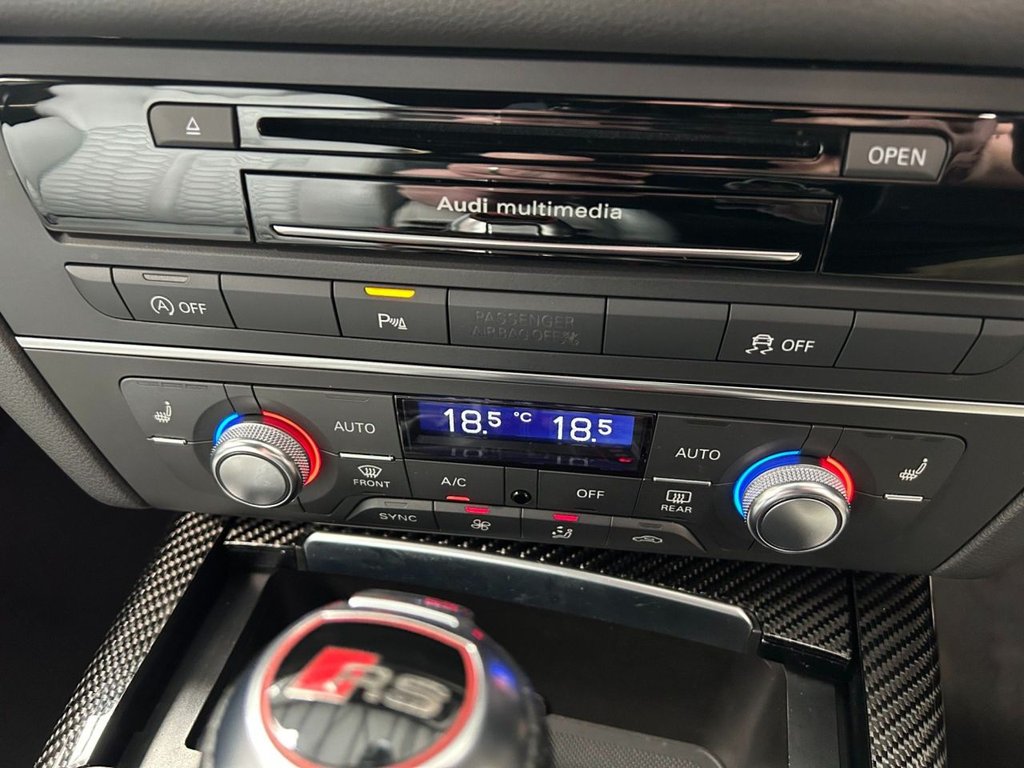 OPEN
Audi multimedia
A OFF
P
PASSENGER
AIRBAG OFF
OFF
AUTO
18.5 °C 18.5
AUTO
FRONT
A/C
OFF
REAR
SYNC
RS